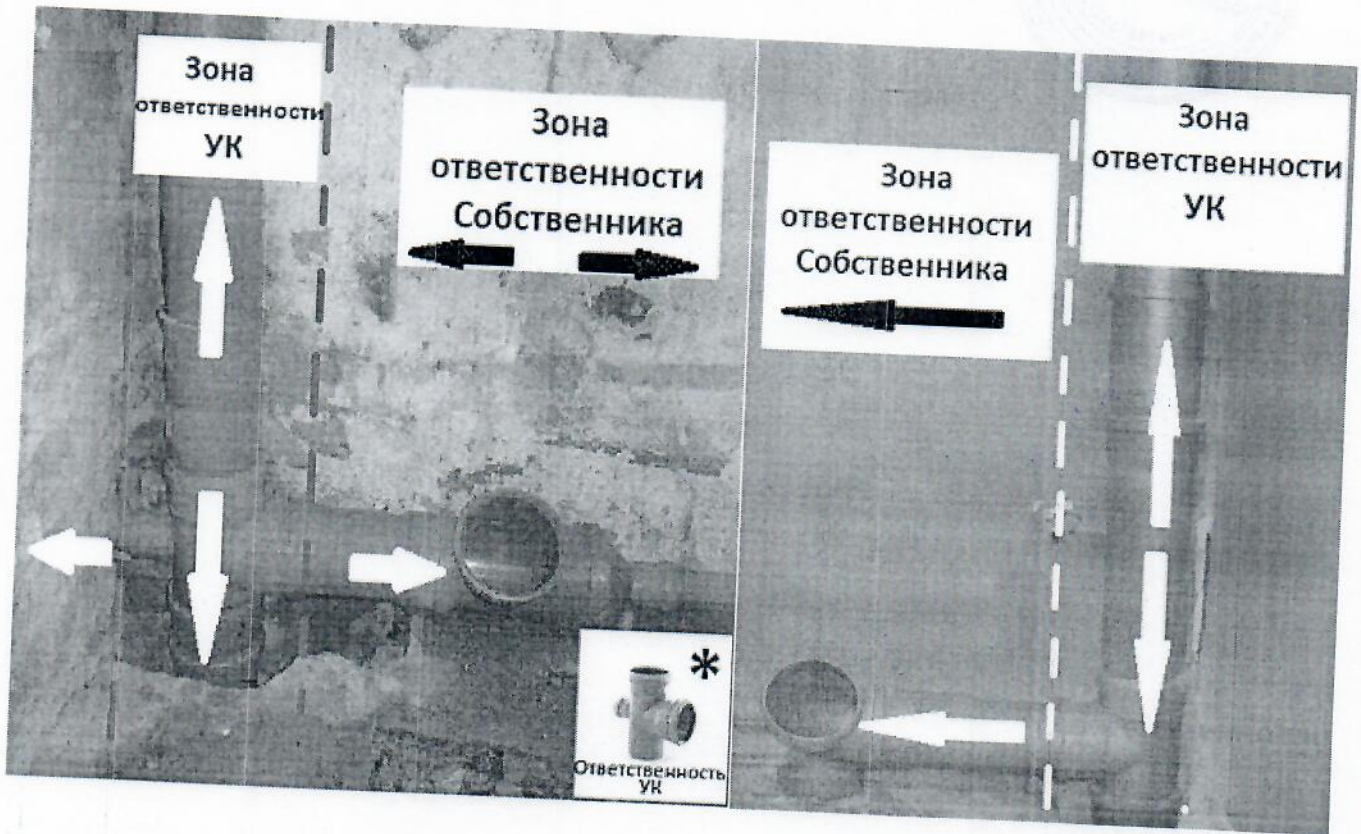 Зона
ответственности
УК
Зона
ответственности
Собственника
*
Ответственность
УК
Зона
ответственности
Собственника
Зона
ответственности
УК